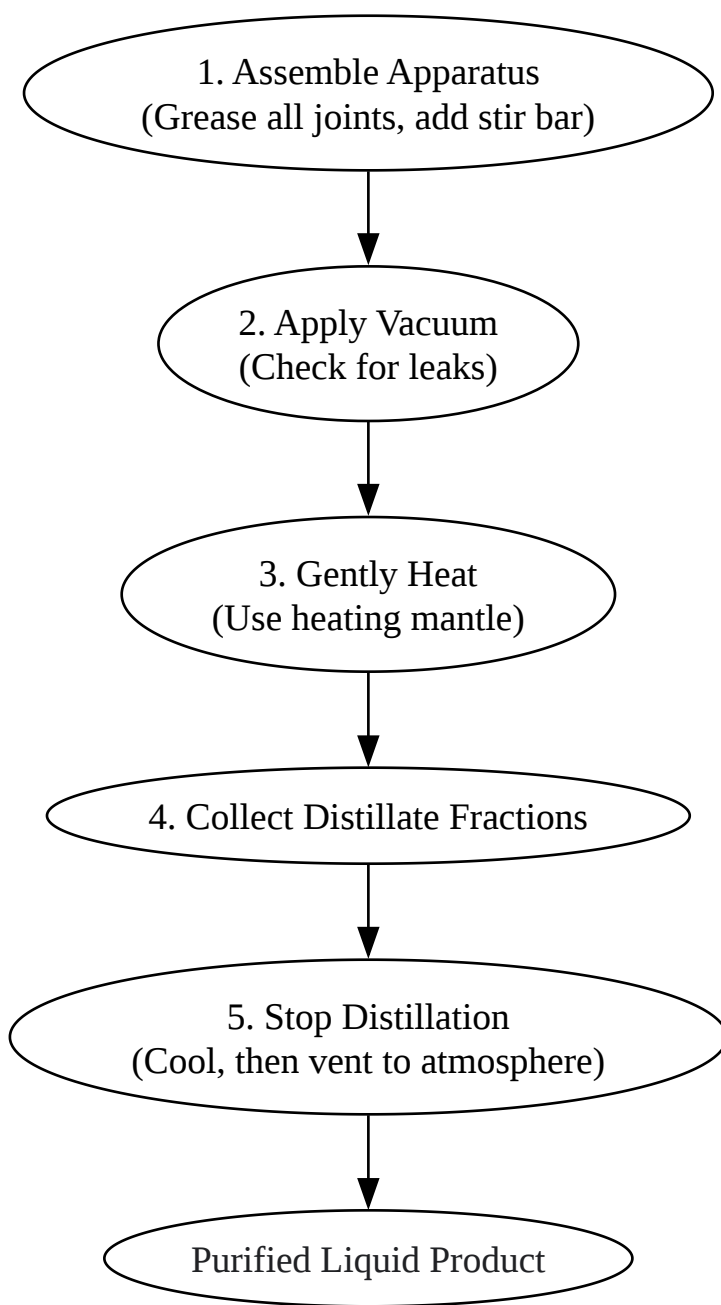 1. Assemble Apparatus
(Grease all joints, add stir bar)
2. Apply Vacuum
(Check for leaks)
3. Gently Heat
(Use heating mantle)
4. Collect Distillate Fractions
5. Stop Distillation
(Cool, then vent to atmosphere)
Purified Liquid Product